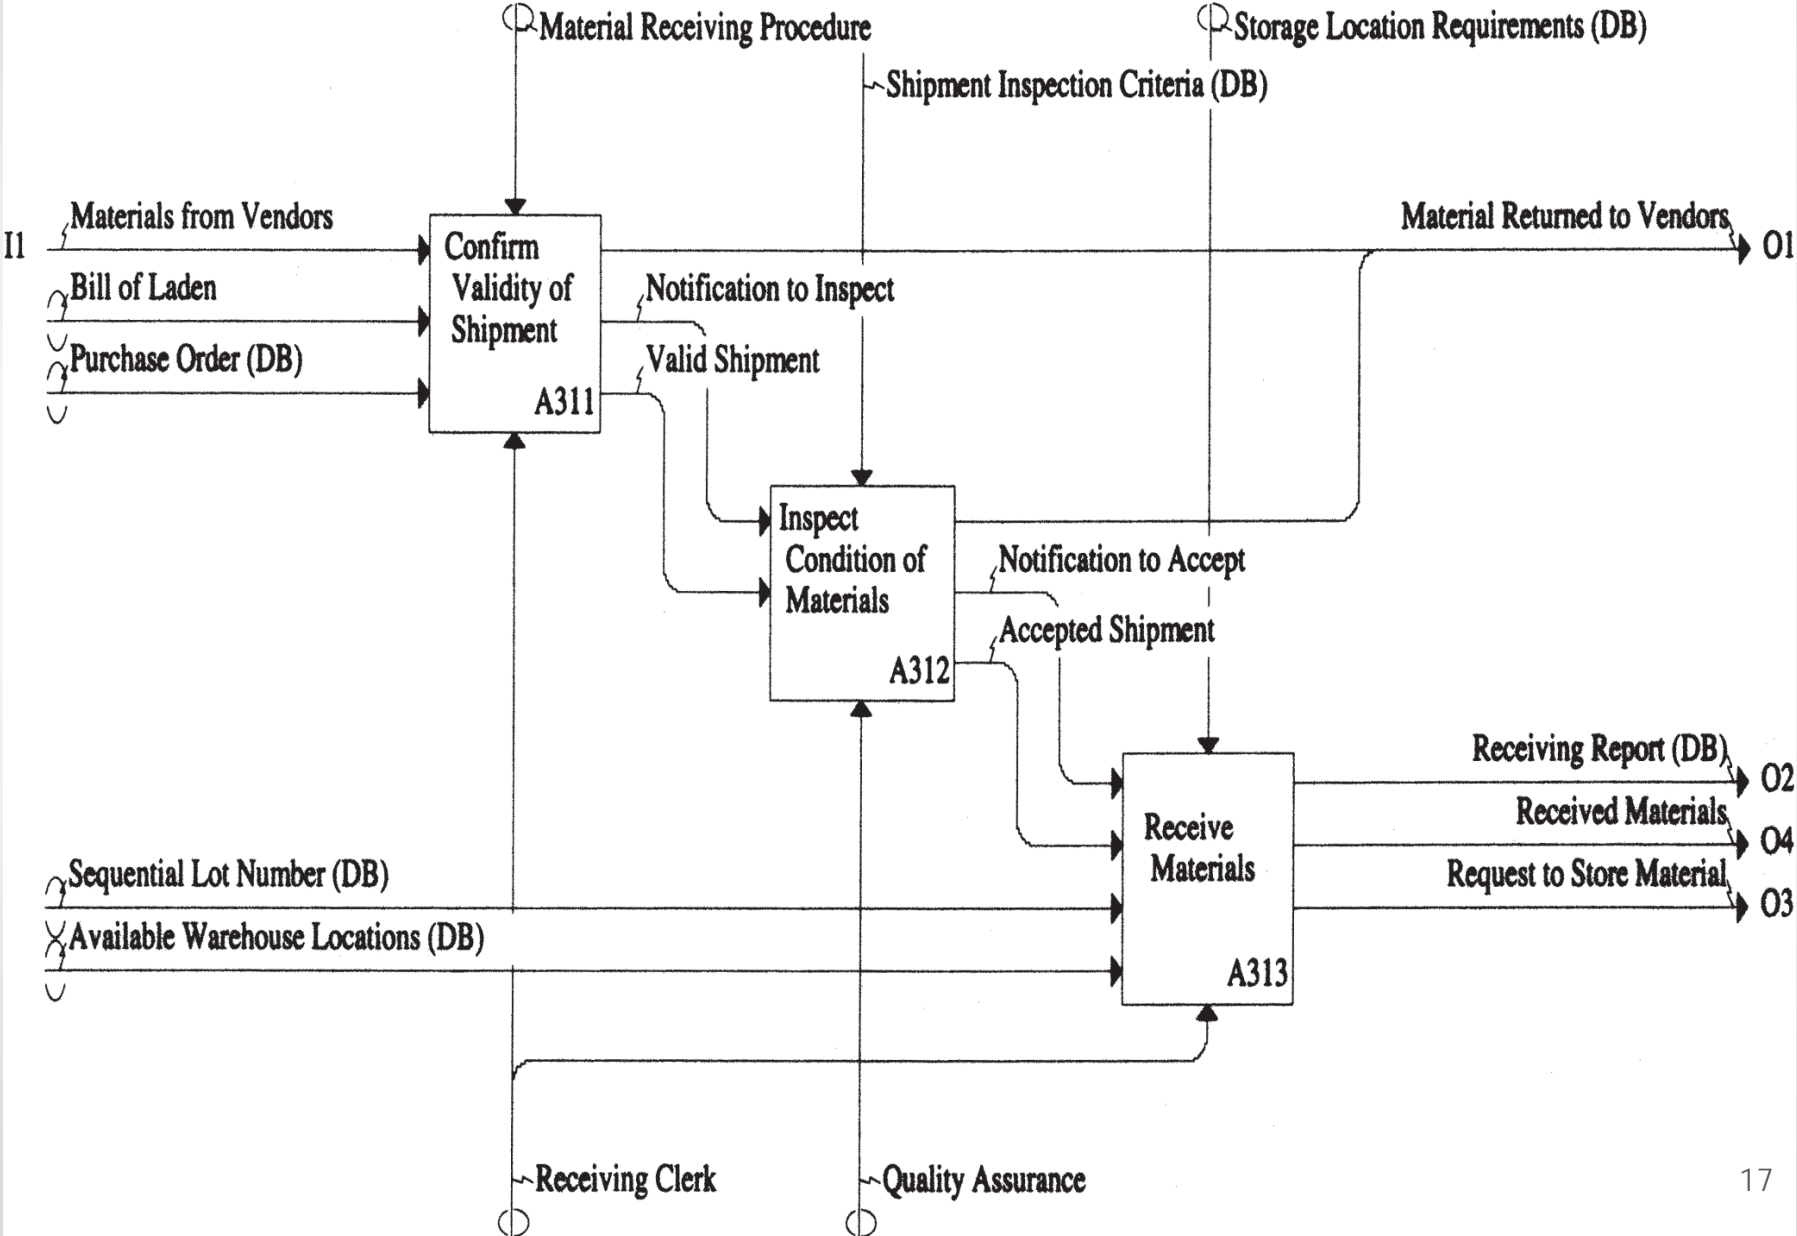 Material Receiving Procedure
Storage Location Requirements (DB)
Shipment Inspection Criteria (DB)
I1
Materials from Vendors
Material Returned to Vendors
O1
Bill of Laden
Purchase Order (DB)
Confirm
Validity of
Shipment
A311
Notification to Inspect
Valid Shipment
Inspect
Condition of
Materials
A312
Notification to Accept
Accepted Shipment
Receive
Materials
A313
Receiving Report (DB)
O2
Received Materials
O4
Request to Store Material
O3
Sequential Lot Number (DB)
Available Warehouse Locations (DB)
Receiving Clerk
Quality Assurance
17